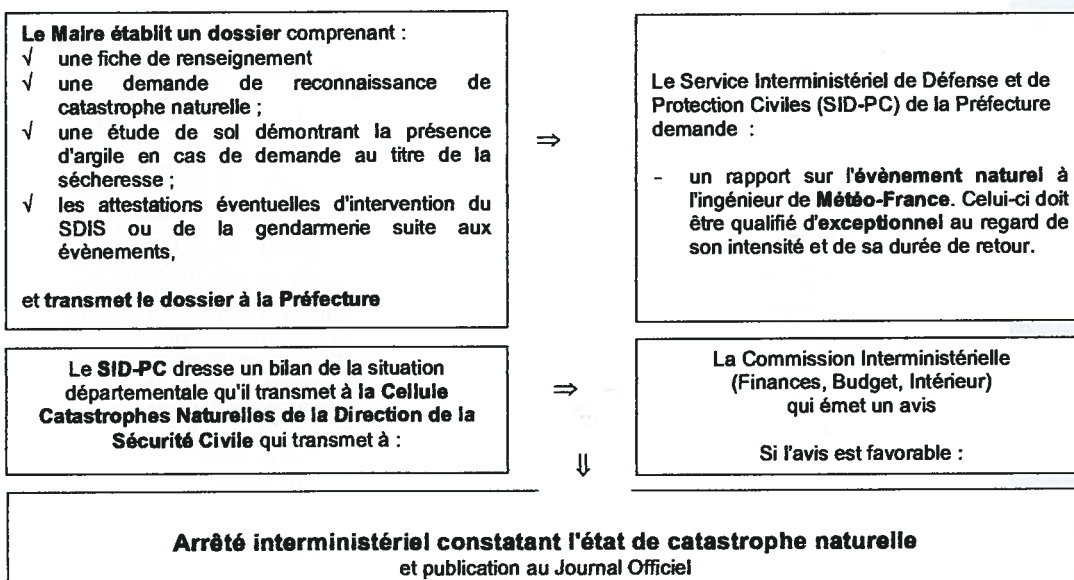 Le Maire établit un dossier comprenant :
√ une fiche de renseignement
√ une demande de reconnaissance de
catastrophe naturelle ;
√ une étude de sol démontrant la présence
d'argile en cas de demande au titre de la
sécheresse ;
√ les attestations éventuelles d'intervention du
SDIS ou de la gendarmerie suite aux
évènements,
et transmet le dossier à la Préfecture
⇒
Le Service Interministériel de Défense et de
Protection Civiles (SID-PC) de la Préfecture
demande :
- un rapport sur l'évènement naturel à
l'ingénieur de Météo-France. Celui-ci doit
être qualifié d'exceptionnel au regard de
son intensité et de sa durée de retour.
Le SID-PC dresse un bilan de la situation
départementale qu'il transmet à la Cellule
Catastrophes Naturelles de la Direction de la
Sécurité Civile qui transmet à :
⇒
La Commission Interministérielle
(Finances, Budget, Intérieur)
qui émet un avis
Si l'avis est favorable :
⇓
Arrêté interministériel constatant l'état de catastrophe naturelle
et publication au Journal Officiel